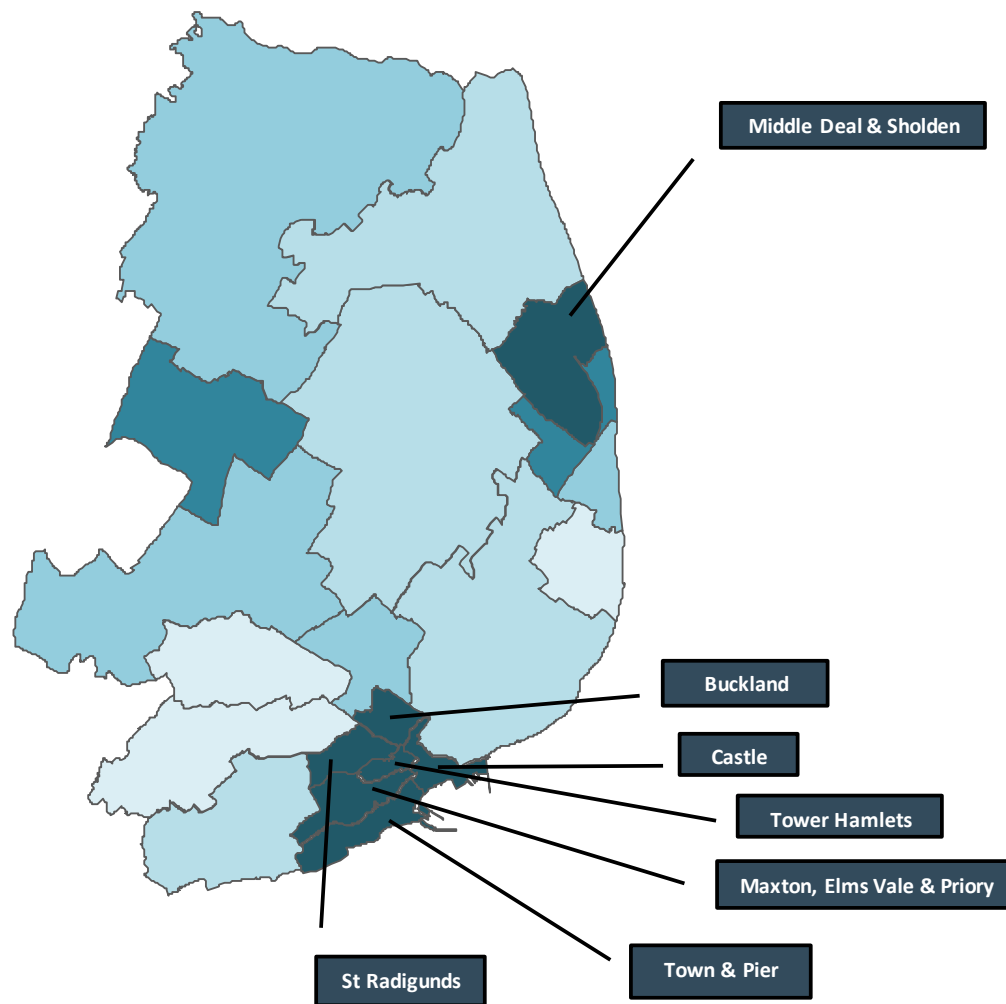 Middle Deal & Sholden
Buckland
Castle
Tower Hamlets
Maxton, Elms Vale & Priory
Town & Pier
St Radigunds